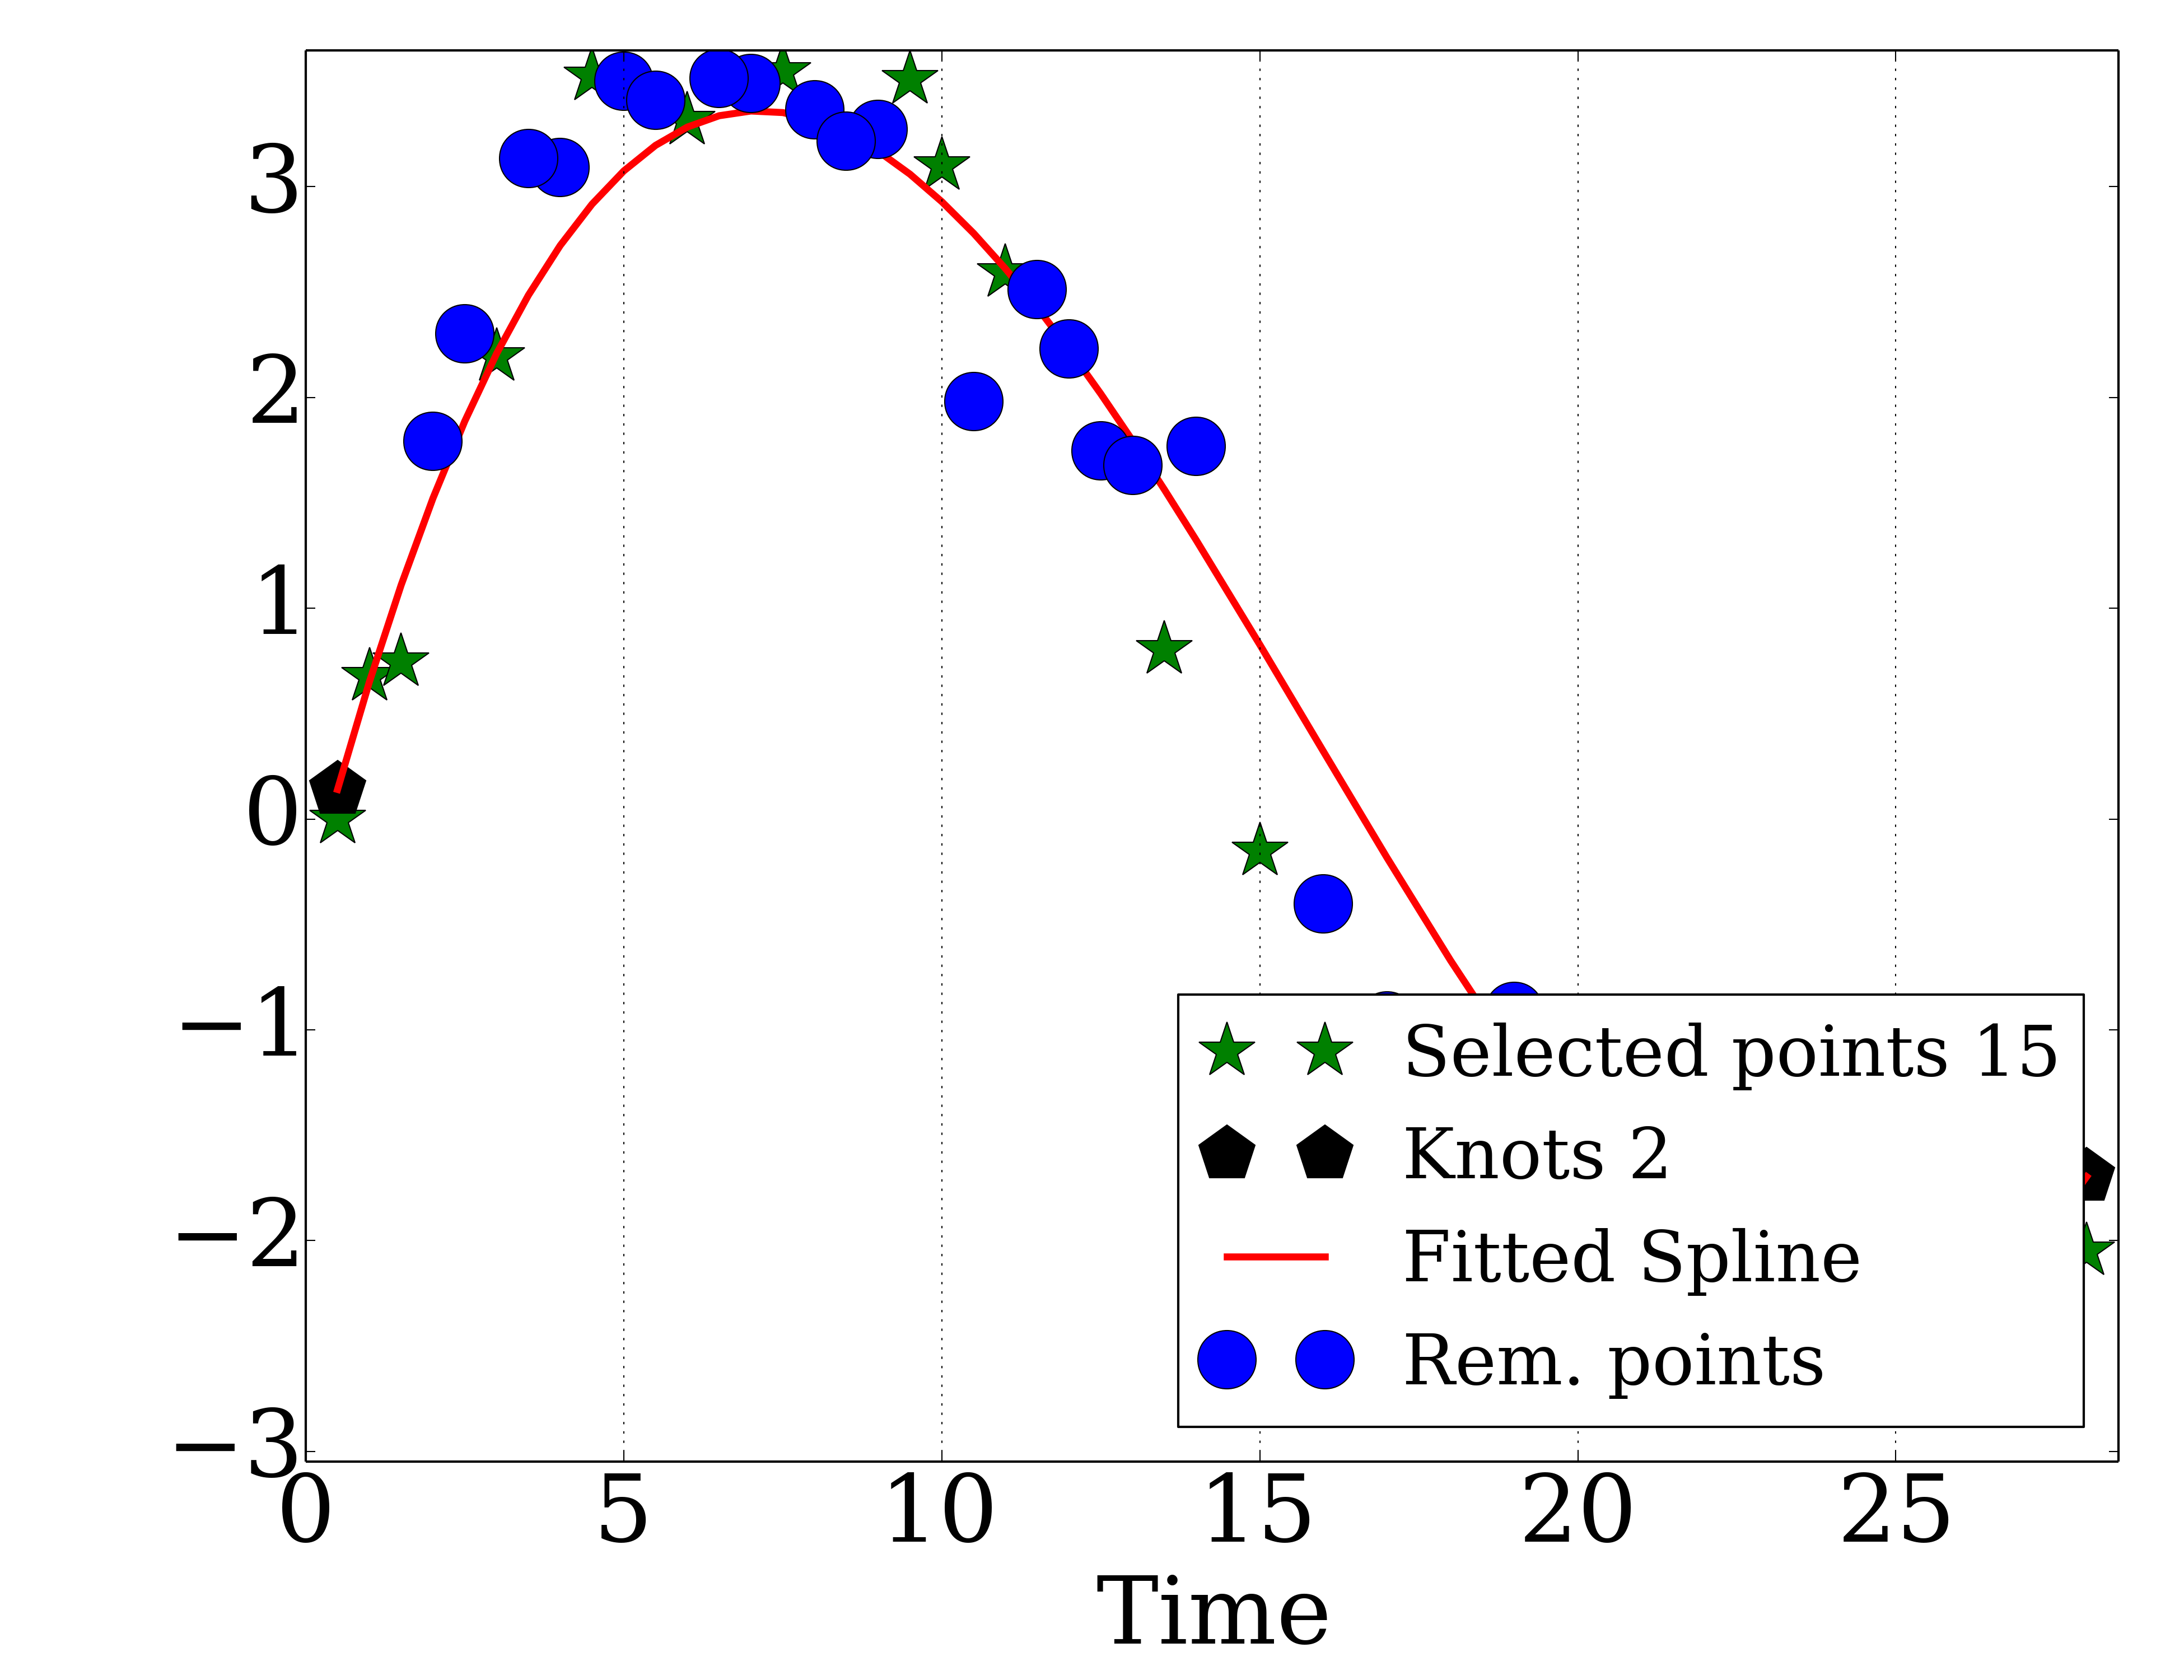 3
2
1
0
−1
−2
−3
0 5 10 15 20 25
Time
Selected points 15
Knots 2
Fitted Spline
Rem. points